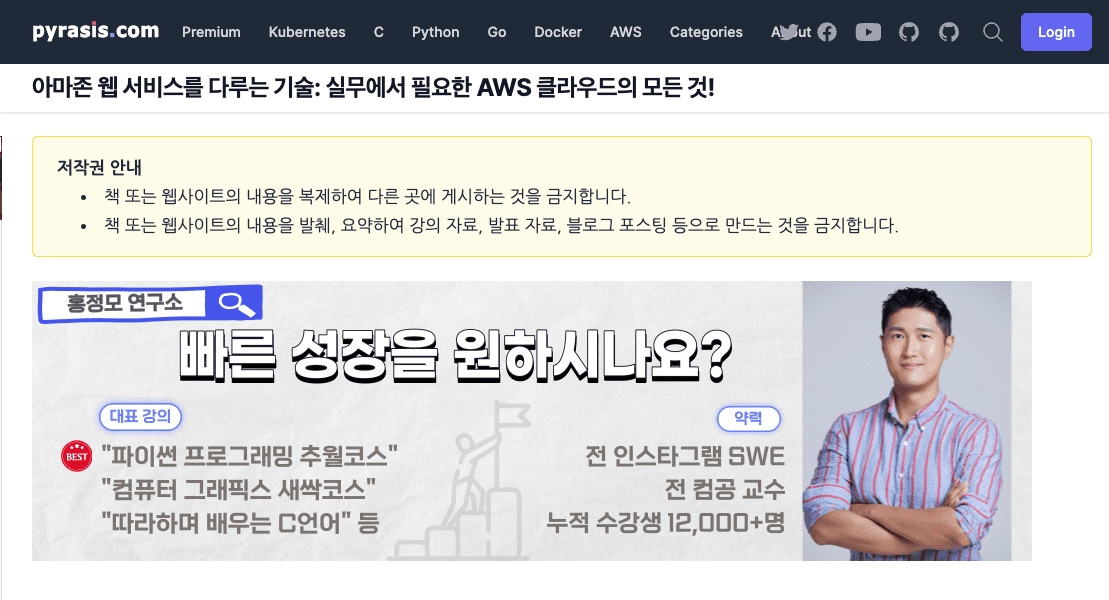 pyrasis.com Premium Kubernetes C Python Go Docker AWS Categories About Login
아마존 웹 서비스를 다루는 기술: 실무에서 필요한 AWS 클라우드의 모든 것!
저작권 안내
• 책 또는 웹사이트의 내용을 복제하여 다른 곳에 게시하는 것을 금지합니다.
• 책 또는 웹사이트의 내용을 발췌, 요약하여 강의 자료, 발표 자료, 블로그 포스팅 등으로 만드는 것을 금지합니다.
홍정모 연구소
빠른 성장을 원하시나요?
대표 강의
BEST "파이썬 프로그래밍 추월코스"
"컴퓨터 그래픽스 새싹코스"
"따라하며 배우는 C언어" 등
약력
전 인스타그램 SWE
전 컴공 교수
누적 수강생 12,000+명